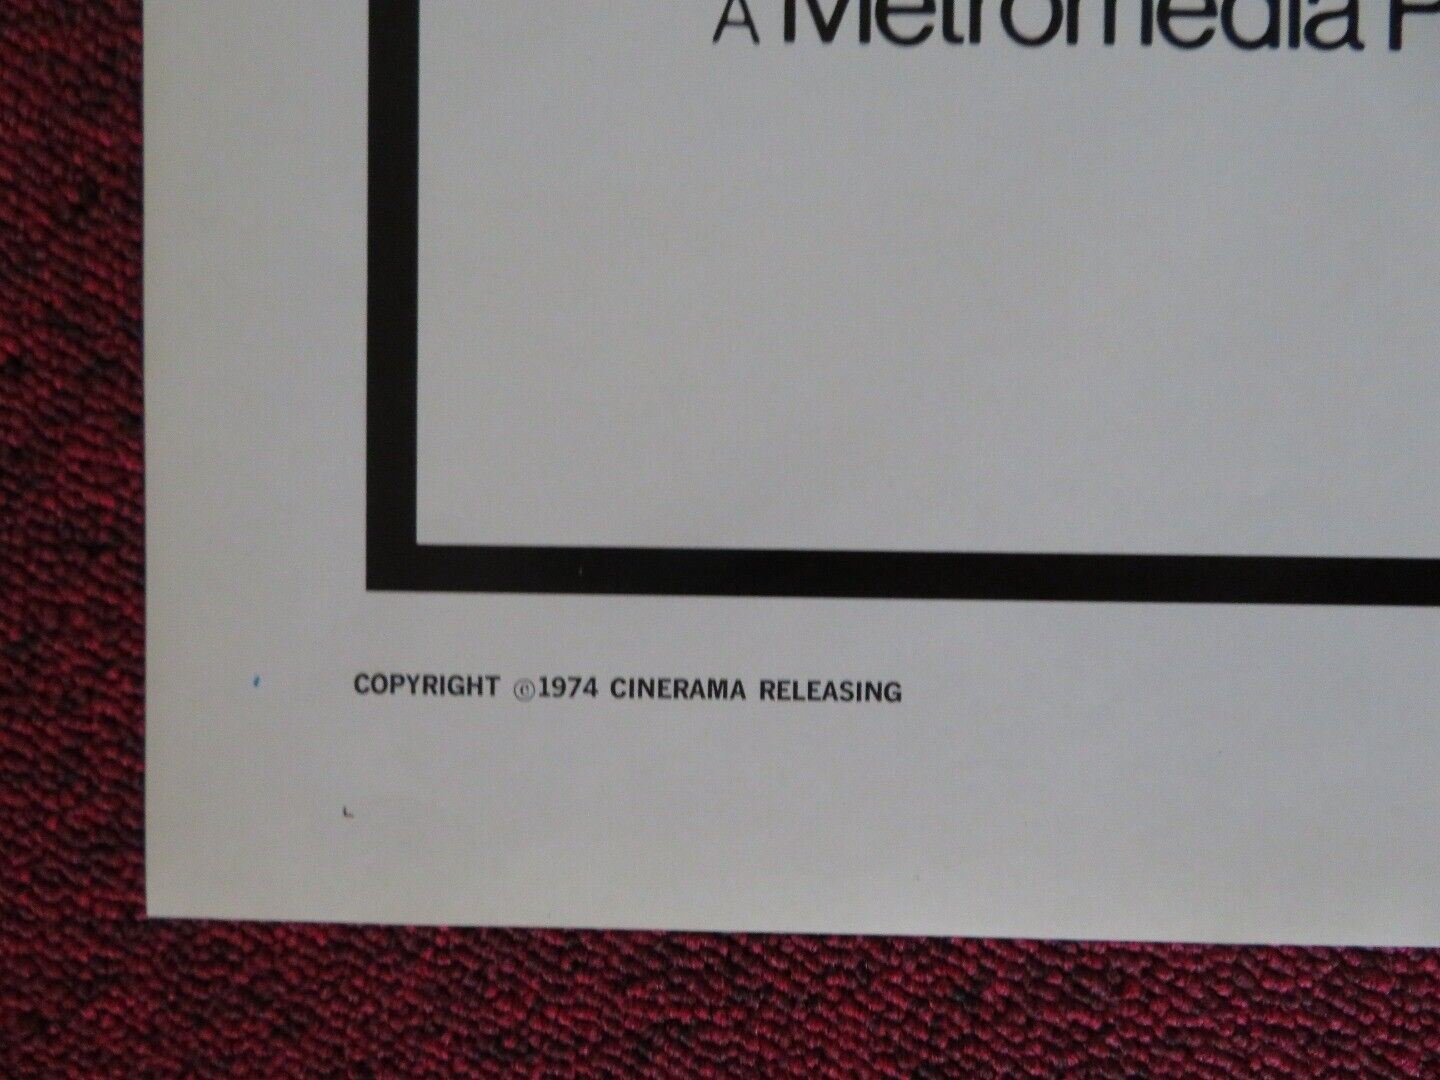 A Metromedia P
COPYRIGHT ©1974 CINERAMA RELEASING